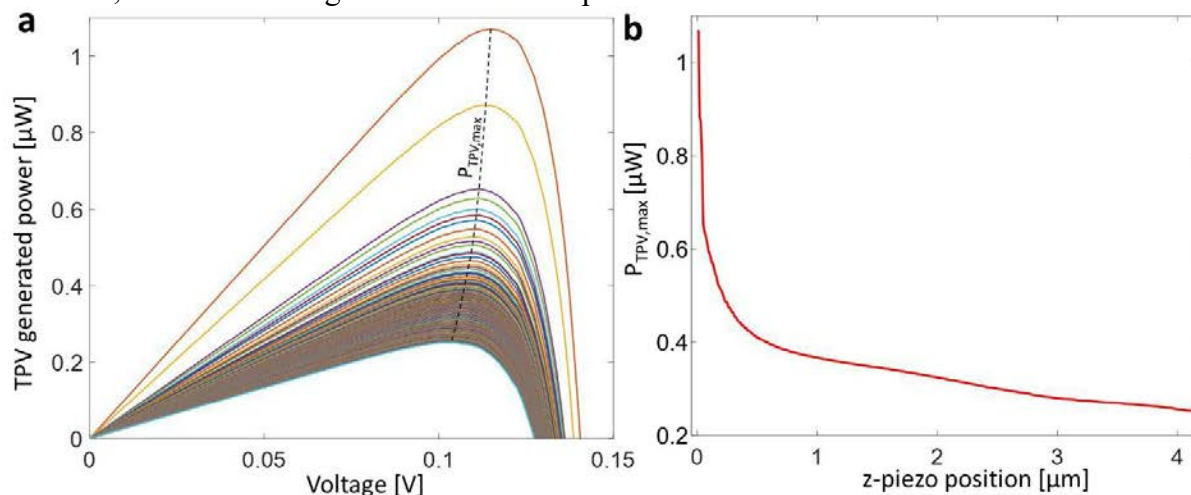 a
b
TPV generated power [µW]
1
0.8
0.6
0.4
0.2
0
P_TPV,max
0
0.05
0.1
0.15
Voltage [V]
P_TPV,max [µW]
1
0.8
0.6
0.4
0.2
0
1
2
3
4
z-piezo position [µm]